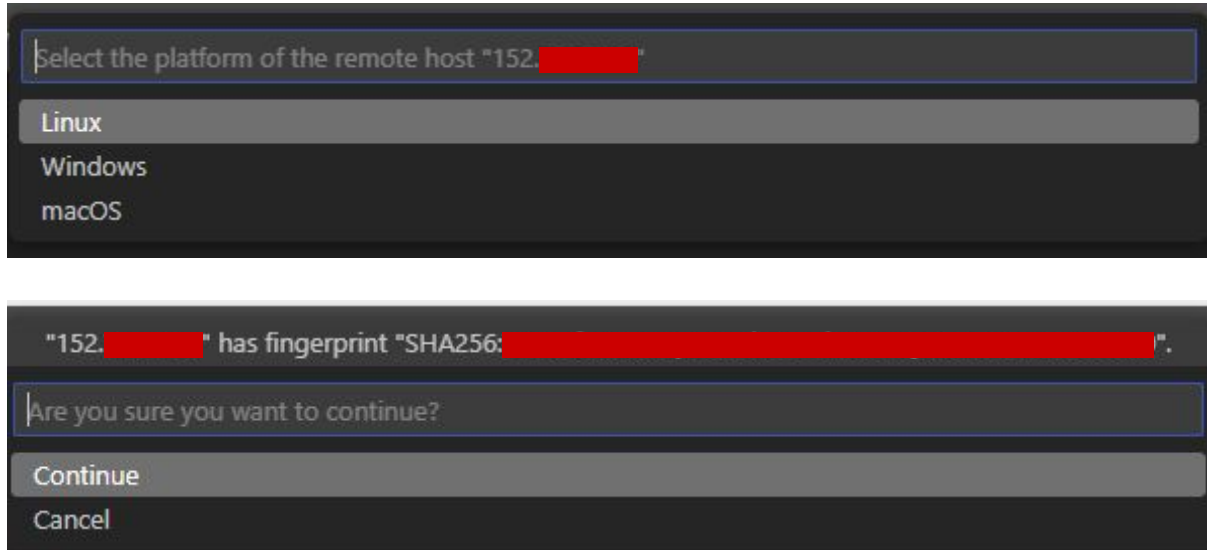 Select the platform of the remote host "152. "
Linux
Windows
macOS
"152. " has fingerprint "SHA256: ".
Are you sure you want to continue?
Continue
Cancel